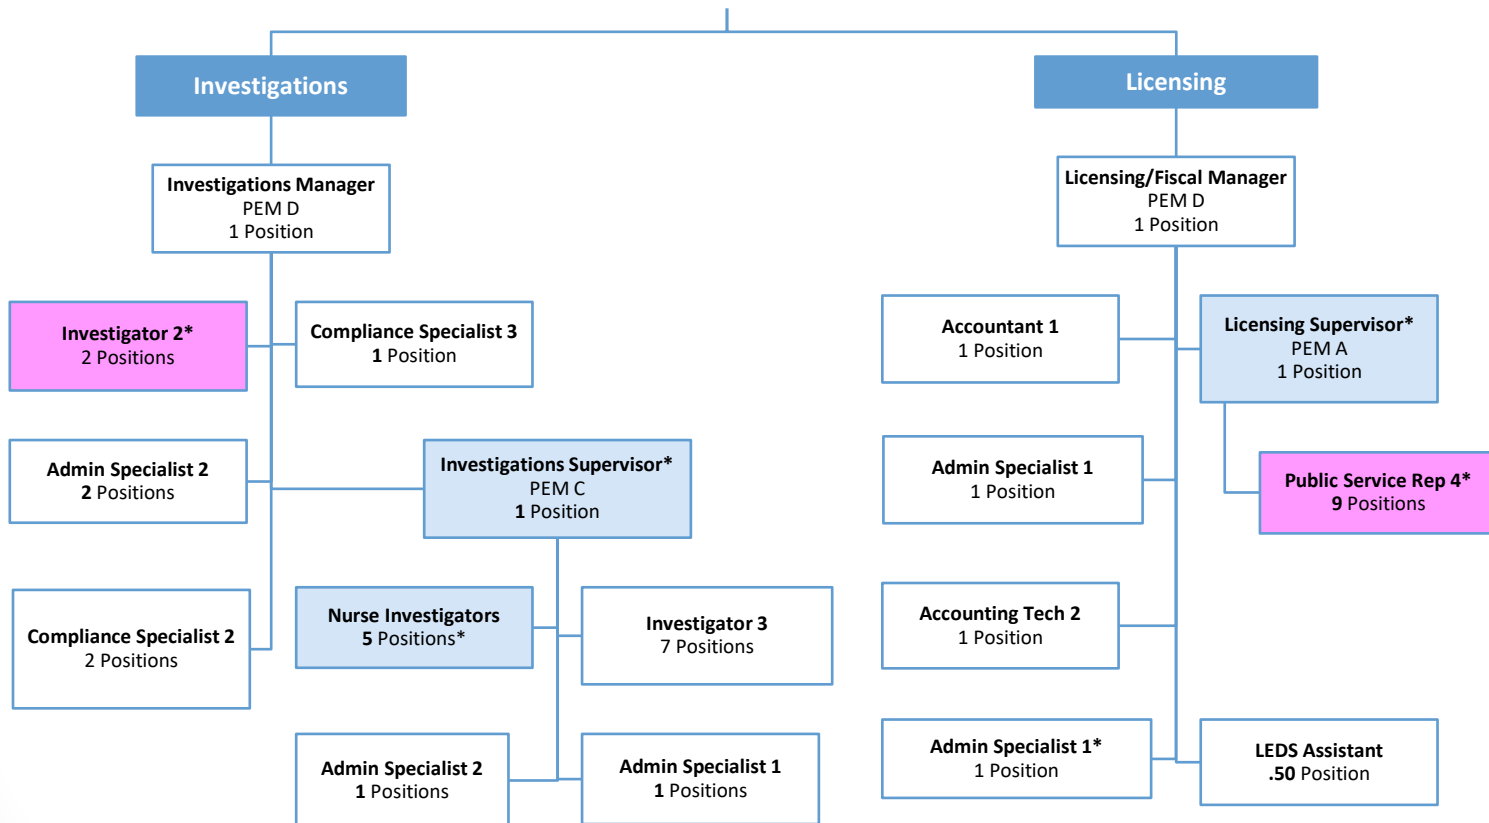 Investigations
Licensing
Investigations Manager
PEM D
1 Position
Licensing/Fiscal Manager
PEM D
1 Position
Investigator 2*
2 Positions
Compliance Specialist 3
1 Position
Accountant 1
1 Position
Licensing Supervisor*
PEM A
1 Position
Admin Specialist 2
2 Positions
Investigations Supervisor*
PEM C
1 Position
Admin Specialist 1
1 Position
Public Service Rep 4*
9 Positions
Compliance Specialist 2
2 Positions
Nurse Investigators
5 Positions*
Investigator 3
7 Positions
Accounting Tech 2
1 Position
Admin Specialist 2
1 Positions
Admin Specialist 1
1 Positions
Admin Specialist 1*
1 Position
LEDS Assistant
.50 Position